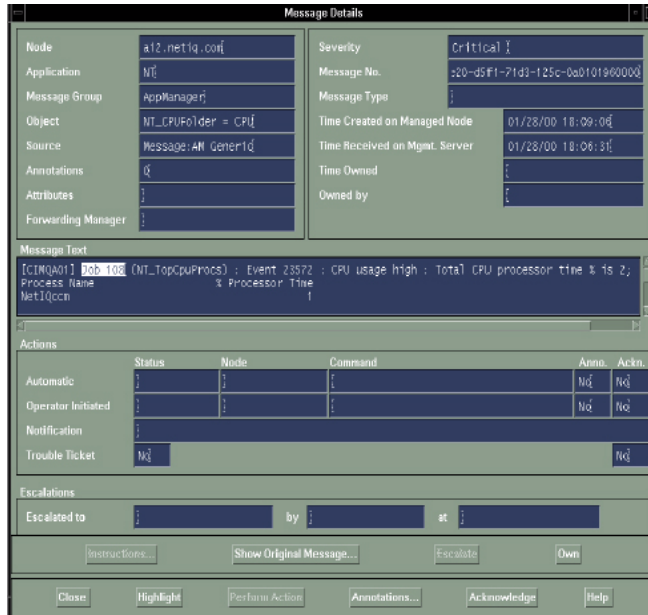 Message Details
Node ai2.netiq.com
Application NT
Message Group AppManager
Object NT_CPUFolder = CPU
Source Message:AM Generic
Annotations 0
Attributes
Forwarding Manager
Severity Critical
Message No. e20-d5f1-71d3-125c-0a0101960000
Message Type
Time Created on Managed Node 01/28/00 18:09:06
Time Received on Mgmt. Server 01/28/00 18:06:31
Time Owned
Owned by
Message Text
[CIMQA01] Job 108 (NT_TopCpuProcs) : Event 23572 : CPU usage high : Total CPU processor time % is 2;
Process Name % Processor Time
NetIQccm 1
Actions
Status Node Command Anno. Ackn.
Automatic No No
Operator Initiated No No
Notification
Trouble Ticket No No
Escalations
Escalated to by at
Instructions... Show Original Message... Escalate Own
Close Highlight Perform Action Annotations... Acknowledge Help